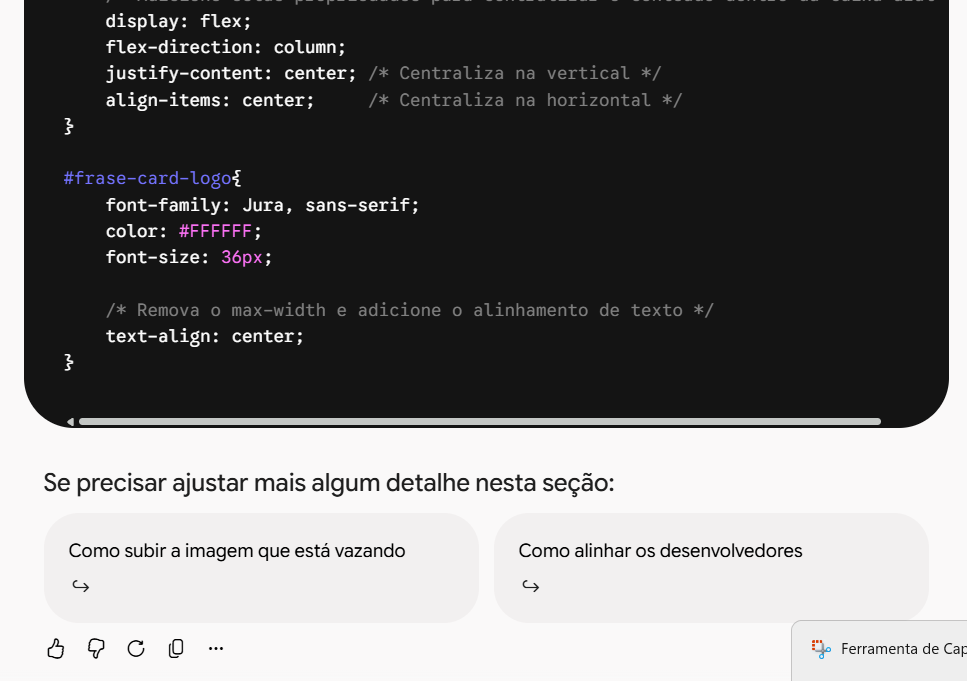 display: flex;
flex-direction: column;
justify-content: center; /* Centraliza na vertical */
align-items: center;     /* Centraliza na horizontal */
}
#frase-card-logo{
font-family: Jura, sans-serif;
color: #FFFFFF;
font-size: 36px;
/* Remova o max-width e adicione o alinhamento de texto */
text-align: center;
}
Se precisar ajustar mais algum detalhe nesta seção:
Como subir a imagem que está vazando
Como alinhar os desenvolvedores
Ferramenta de Cap